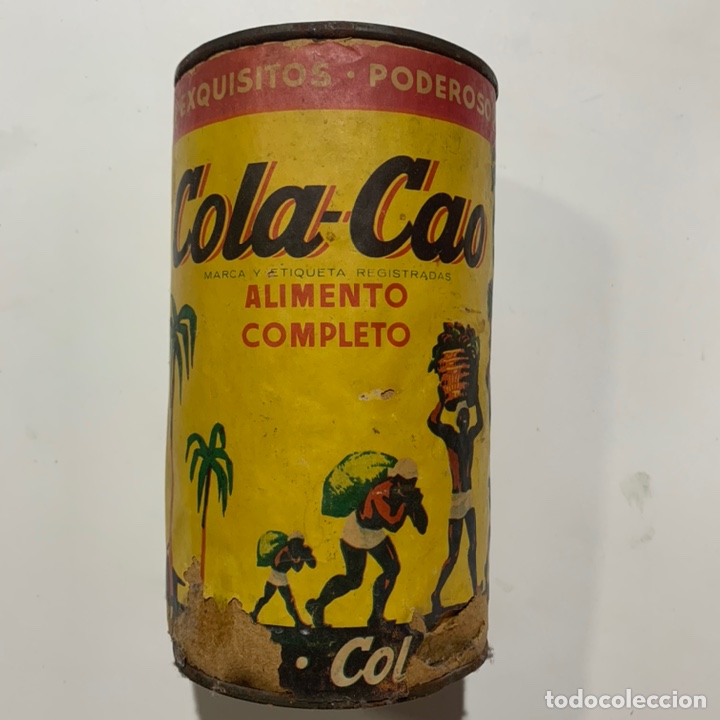 EXQUISITOS · PODEROSO
Cola-Cao
MARCA Y ETIQUETA REGISTRADAS
ALIMENTO
COMPLETO
· Col
todocoleccion